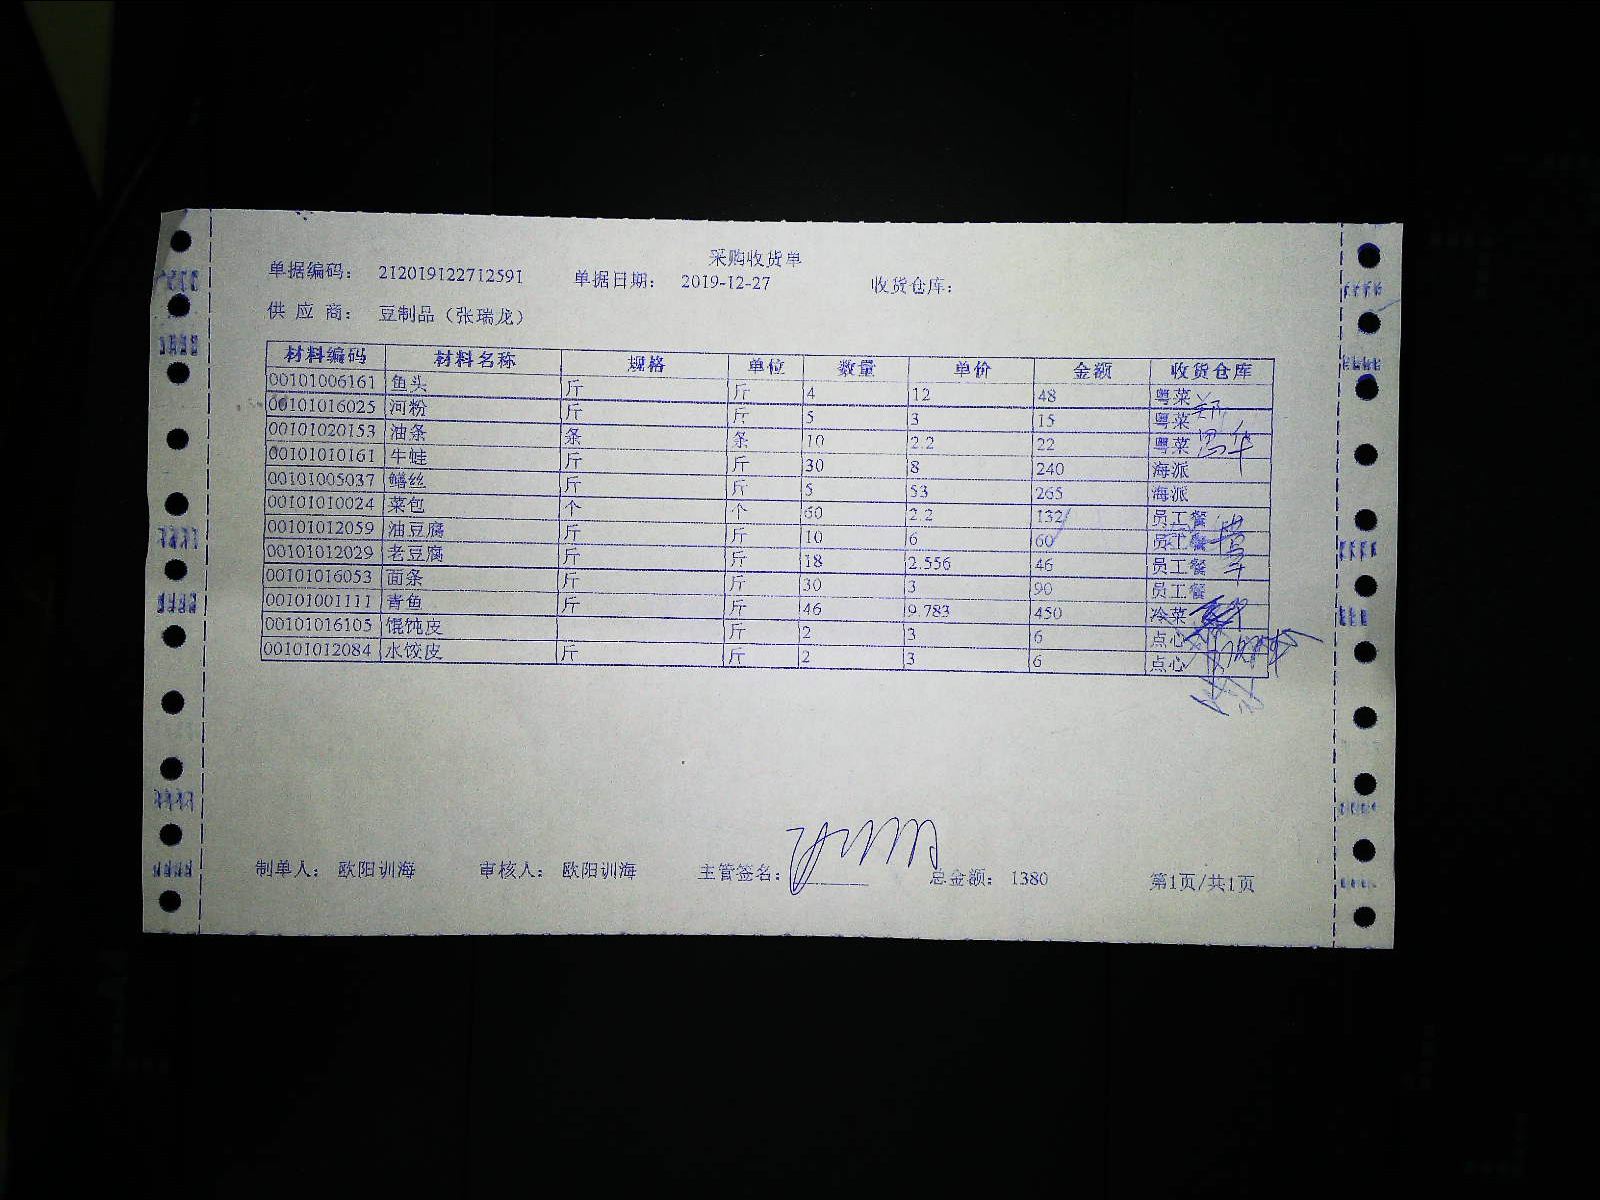 采购收货单
单据编码： 212019122712591 单据日期： 2019-12-27 收货仓库：
供 应 商： 豆制品（张瑞龙）
材料编码 材料名称 规格 单位 数量 单价 金额 收货仓库
00101006161 鱼头 斤 斤 4 12 48 粤菜
00101016025 河粉 斤 斤 5 3 15 粤菜
00101020153 油条 条 条 10 2.2 22 粤菜
00101010161 牛蛙 斤 斤 30 8 240 海派
00101005037 鳝丝 斤 斤 5 53 265 海派
00101010024 菜包 个 个 60 2.2 132 员工餐
00101012059 油豆腐 斤 斤 10 6 60 员工餐
00101012029 老豆腐 斤 斤 18 2.556 46 员工餐
00101016053 面条 斤 斤 30 3 90 员工餐
00101001111 青鱼 斤 斤 46 9.783 450 冷菜
00101016105 馄饨皮 斤 2 3 6 点心
00101012084 水饺皮 斤 斤 2 3 6 点心
制单人： 欧阳训海 审核人： 欧阳训海 主管签名： 总金额： 1380 第1页/共1页